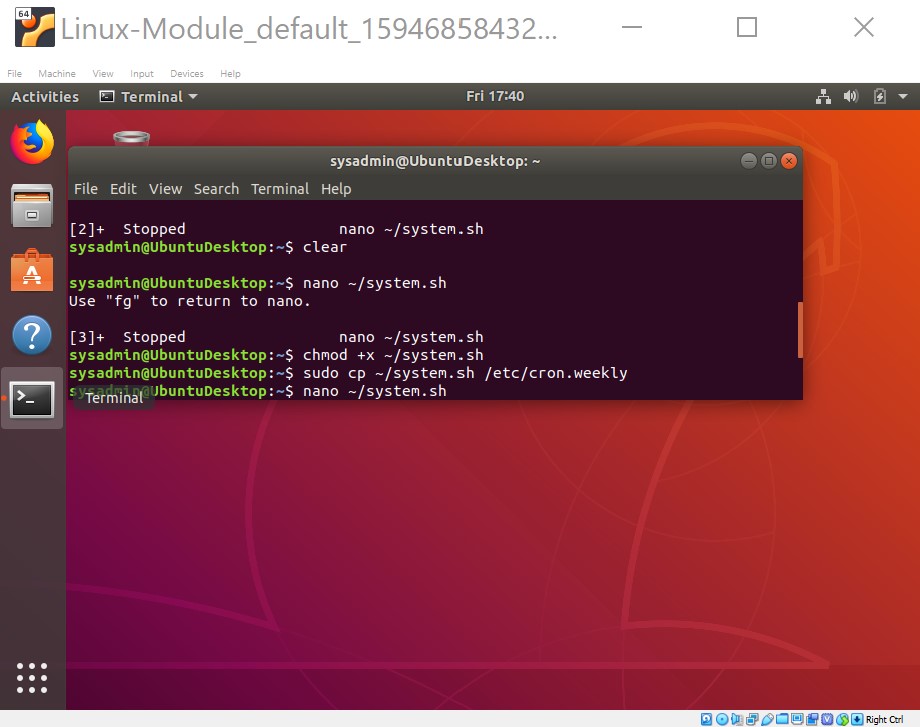 64
Linux-Module_default_15946858432...
File Machine View Input Devices Help
Activities Terminal Fri 17:40
sysadmin@UbuntuDesktop: ~
File Edit View Search Terminal Help
[2]+  Stopped                 nano ~/system.sh
sysadmin@UbuntuDesktop:~$ clear
sysadmin@UbuntuDesktop:~$ nano ~/system.sh
Use "fg" to return to nano.
[3]+  Stopped                 nano ~/system.sh
sysadmin@UbuntuDesktop:~$ chmod +x ~/system.sh
sysadmin@UbuntuDesktop:~$ sudo cp ~/system.sh /etc/cron.weekly
sysadmin@UbuntuDesktop:~$ nano ~/system.sh
Terminal
Right Ctrl